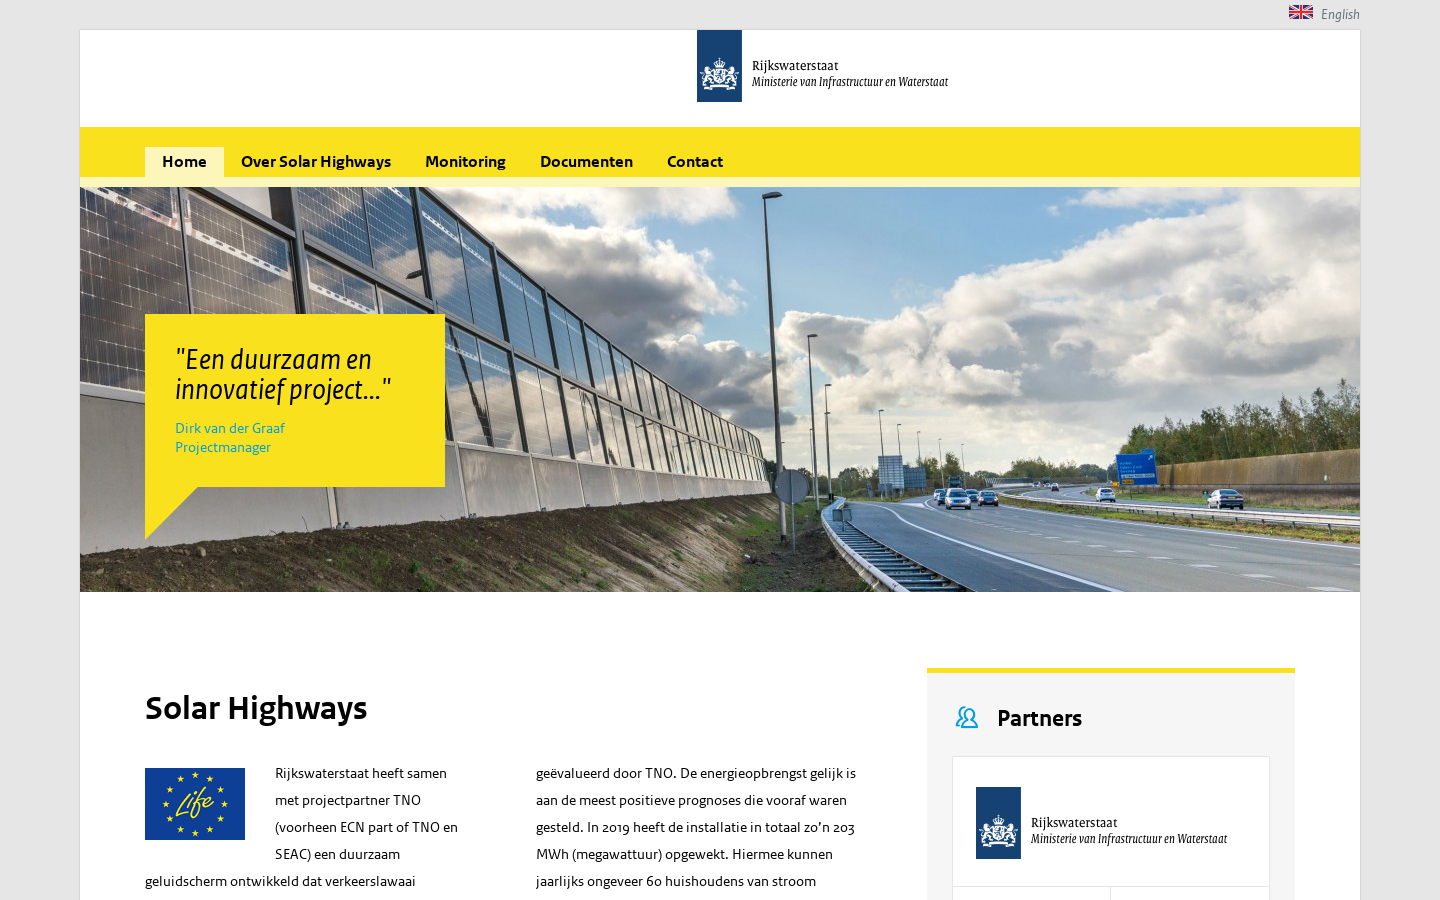 English
Rijkswaterstaat
Ministerie van Infrastructuur en Waterstaat
Home Over Solar Highways Monitoring Documenten Contact
"Een duurzaam en
innovatief project..."
Dirk van der Graaf
Projectmanager
Solar Highways
Life
Rijkswaterstaat heeft samen
met projectpartner TNO
(voorheen ECN part of TNO en
SEAC) een duurzaam
geluidscherm ontwikkeld dat verkeerslawaai
geëvalueerd door TNO. De energieopbrengst gelijk is
aan de meest positieve prognoses die vooraf waren
gesteld. In 2019 heeft de installatie in totaal zo’n 203
MWh (megawattuur) opgewekt. Hiermee kunnen
jaarlijks ongeveer 60 huishoudens van stroom
Partners
Rijkswaterstaat
Ministerie van Infrastructuur en Waterstaat